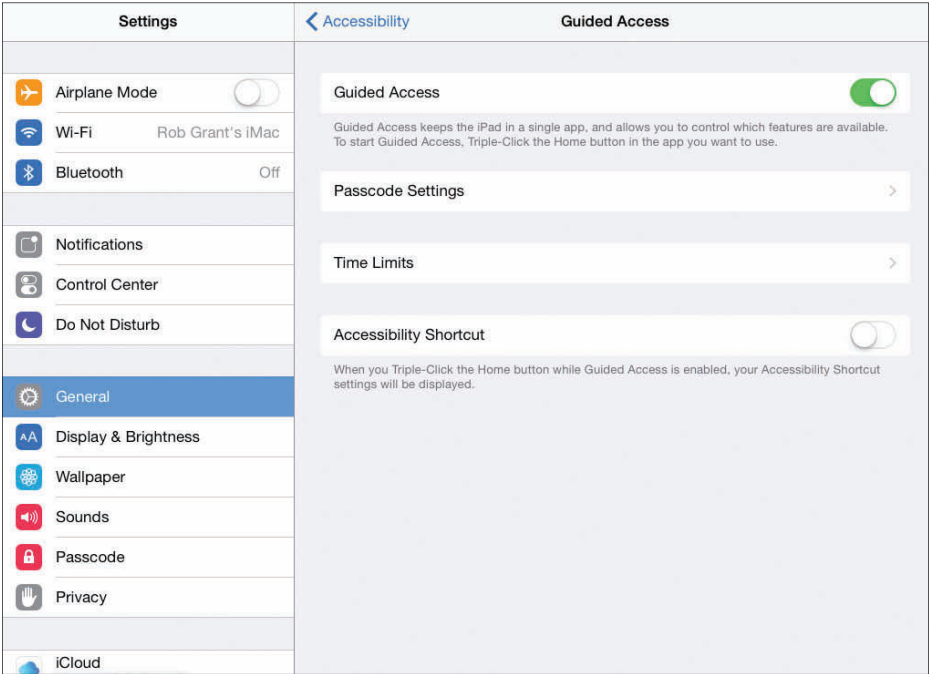 Settings
Airplane Mode
Wi-Fi Rob Grant's iMac
Bluetooth Off
Notifications
Control Center
Do Not Disturb
General
AA Display & Brightness
Wallpaper
Sounds
Passcode
Privacy
iCloud
Accessibility Guided Access
Guided Access
Guided Access keeps the iPad in a single app, and allows you to control which features are available.
To start Guided Access, Triple-Click the Home button in the app you want to use.
Passcode Settings
Time Limits
Accessibility Shortcut
When you Triple-Click the Home button while Guided Access is enabled, your Accessibility Shortcut
settings will be displayed.